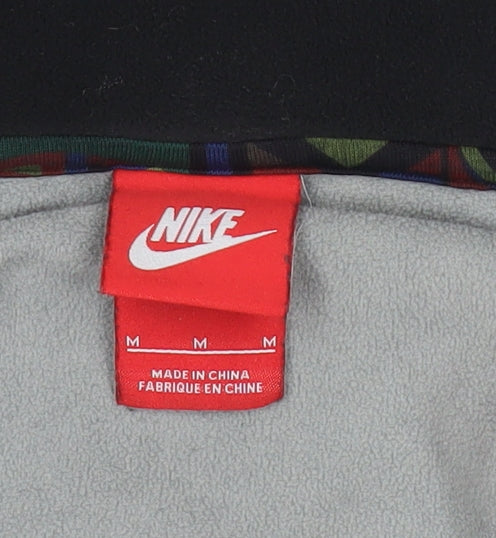 NIKE
M M M
MADE IN CHINA
FABRIQUE EN CHINE